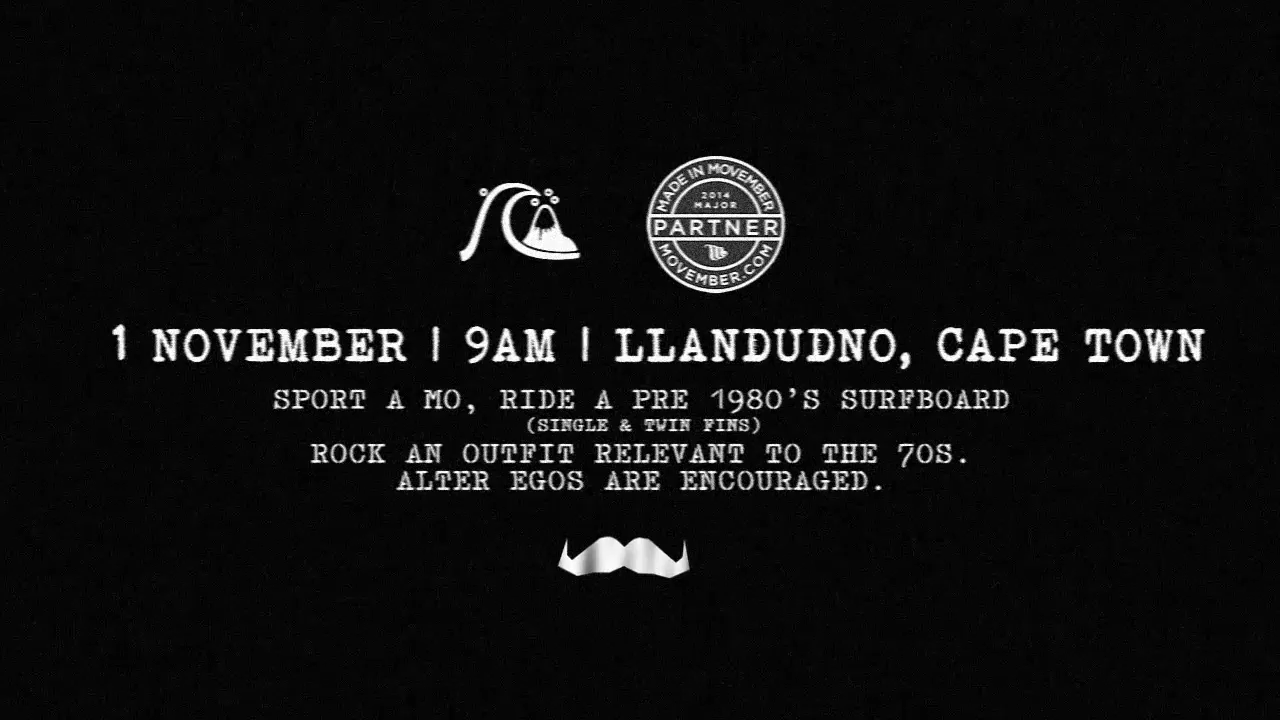 MADE IN MOVEMBER
2014
MAJOR
PARTNER
MOVEMBER.COM
1 NOVEMBER | 9AM | LLANDUDNO, CAPE TOWN
SPORT A MO, RIDE A PRE 1980'S SURFBOARD
(SINGLE & TWIN FINS)
ROCK AN OUTFIT RELEVANT TO THE 70S.
ALTER EGOS ARE ENCOURAGED.